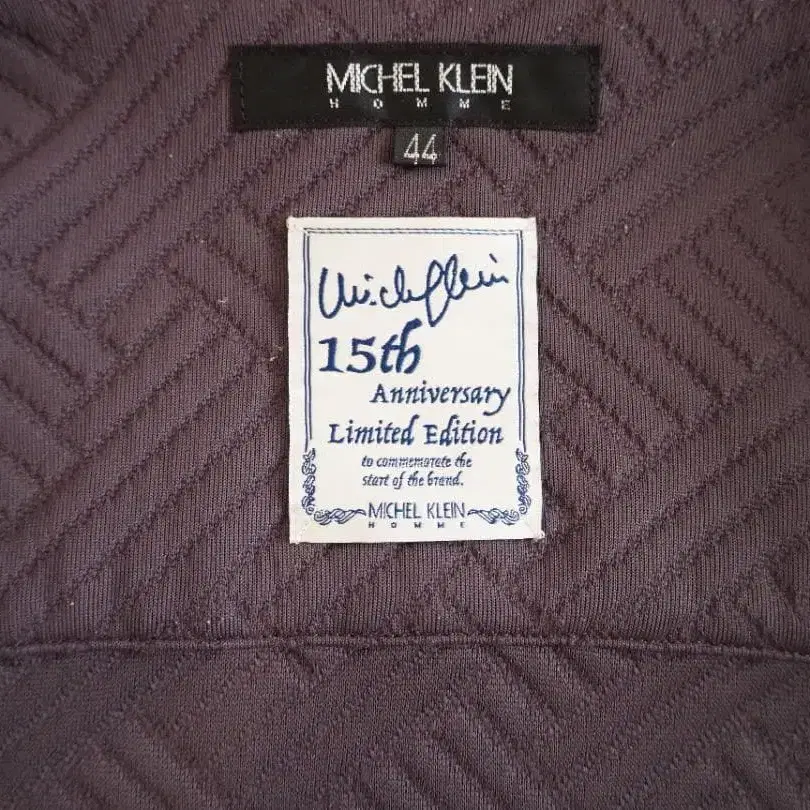 MICHEL KLEIN
HOMME
44
Michel Klein
15th
Anniversary
Limited Edition
to commemorate the
start of the brand.
MICHEL KLEIN
HOMME